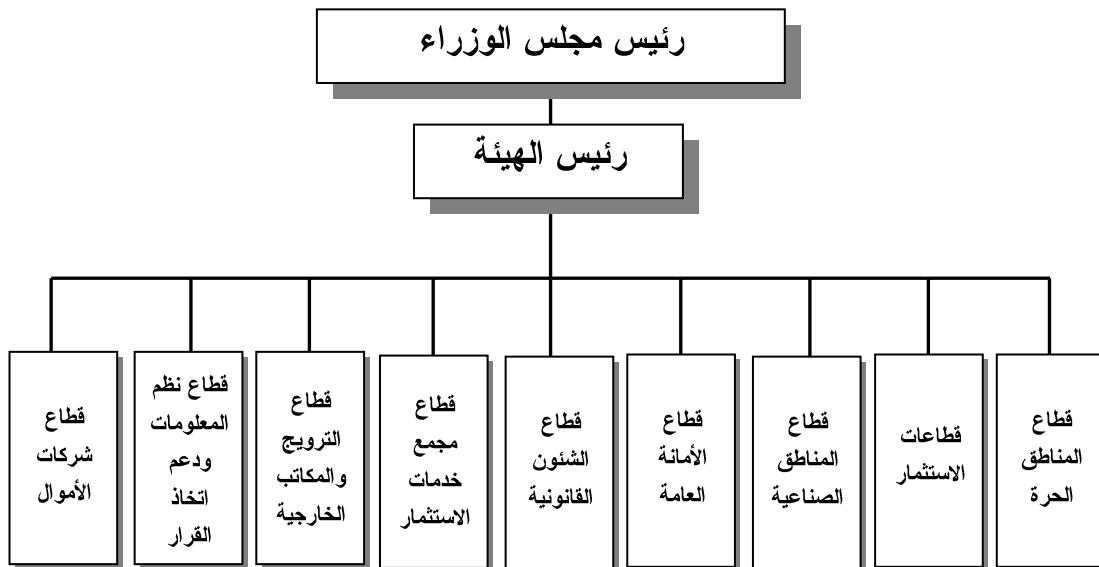 رئيس مجلس الوزراء
رئيس الهيئة
قطاع
المناطق
الحرة
قطاعات
الاستثمار
قطاع
المناطق
الصناعية
قطاع
الأمانة
العامة
قطاع
الشئون
القانونية
قطاع
مجمع
خدمات
الاستثمار
قطاع
الترويج
والمكاتب
الخارجية
قطاع نظم
المعلومات
ودعم
اتخاذ
القرار
قطاع
شركات
الأموال